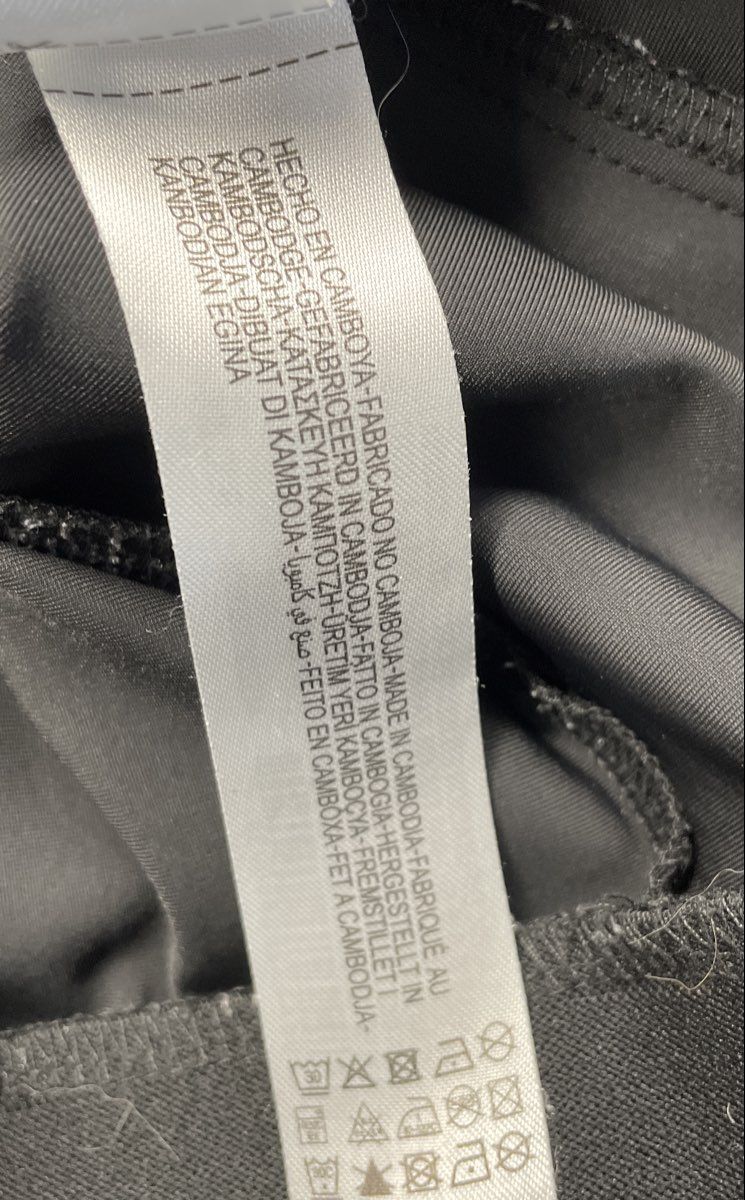 HECHO EN CAMBOYA-FABRICADO NO CAMBOJA-MADE IN CAMBODIA-FABRIQUÉ AU
CAMBODGE-GEFABRICEERD IN CAMBODJA-FATTO IN CAMBOGIA-HERGESTELLT IN
KAMBODSCHA-ΚΑΤΑΣΚΕΥΗ ΚΑΜΠΟΤΖΗ-ÜRETIM YERI KAMBOÇYA-FREMSTILLET I
CAMBODJA-DIBUAT DI KAMBOJA- صنع في كامبوديا -FEITO EN CAMBOXA-FET A CAMBODJA-
KANBODIAN EGINA